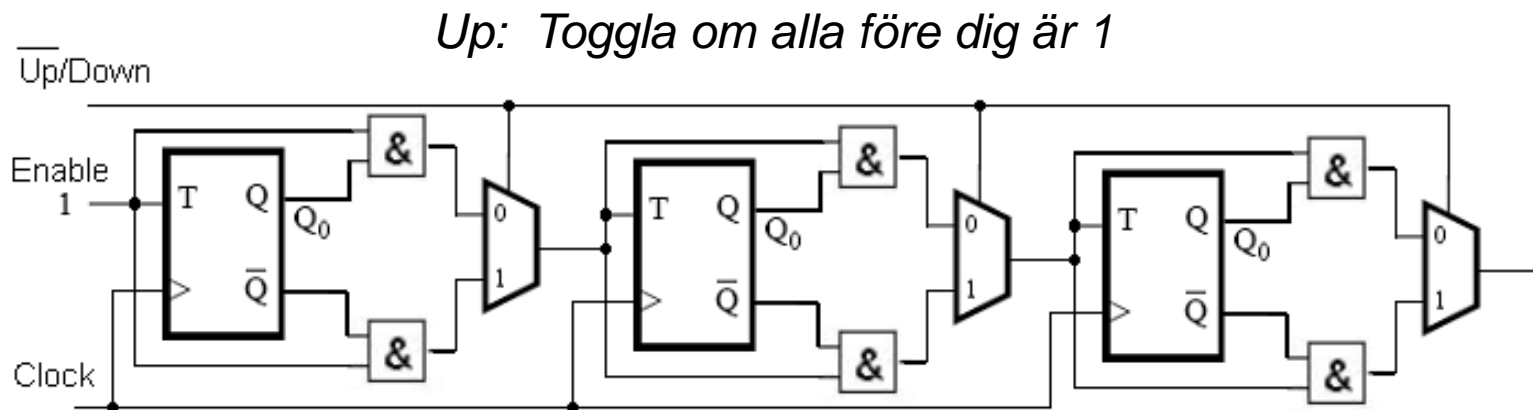 Up: Toggla om alla före dig är 1
U̅p̅/Down
& & &
Enable
1
T Q Q₀ 0 T Q Q₀ 0 T Q Q₀ 0
Q̅ 1 Q̅ 1 Q̅ 1
& & &
Clock